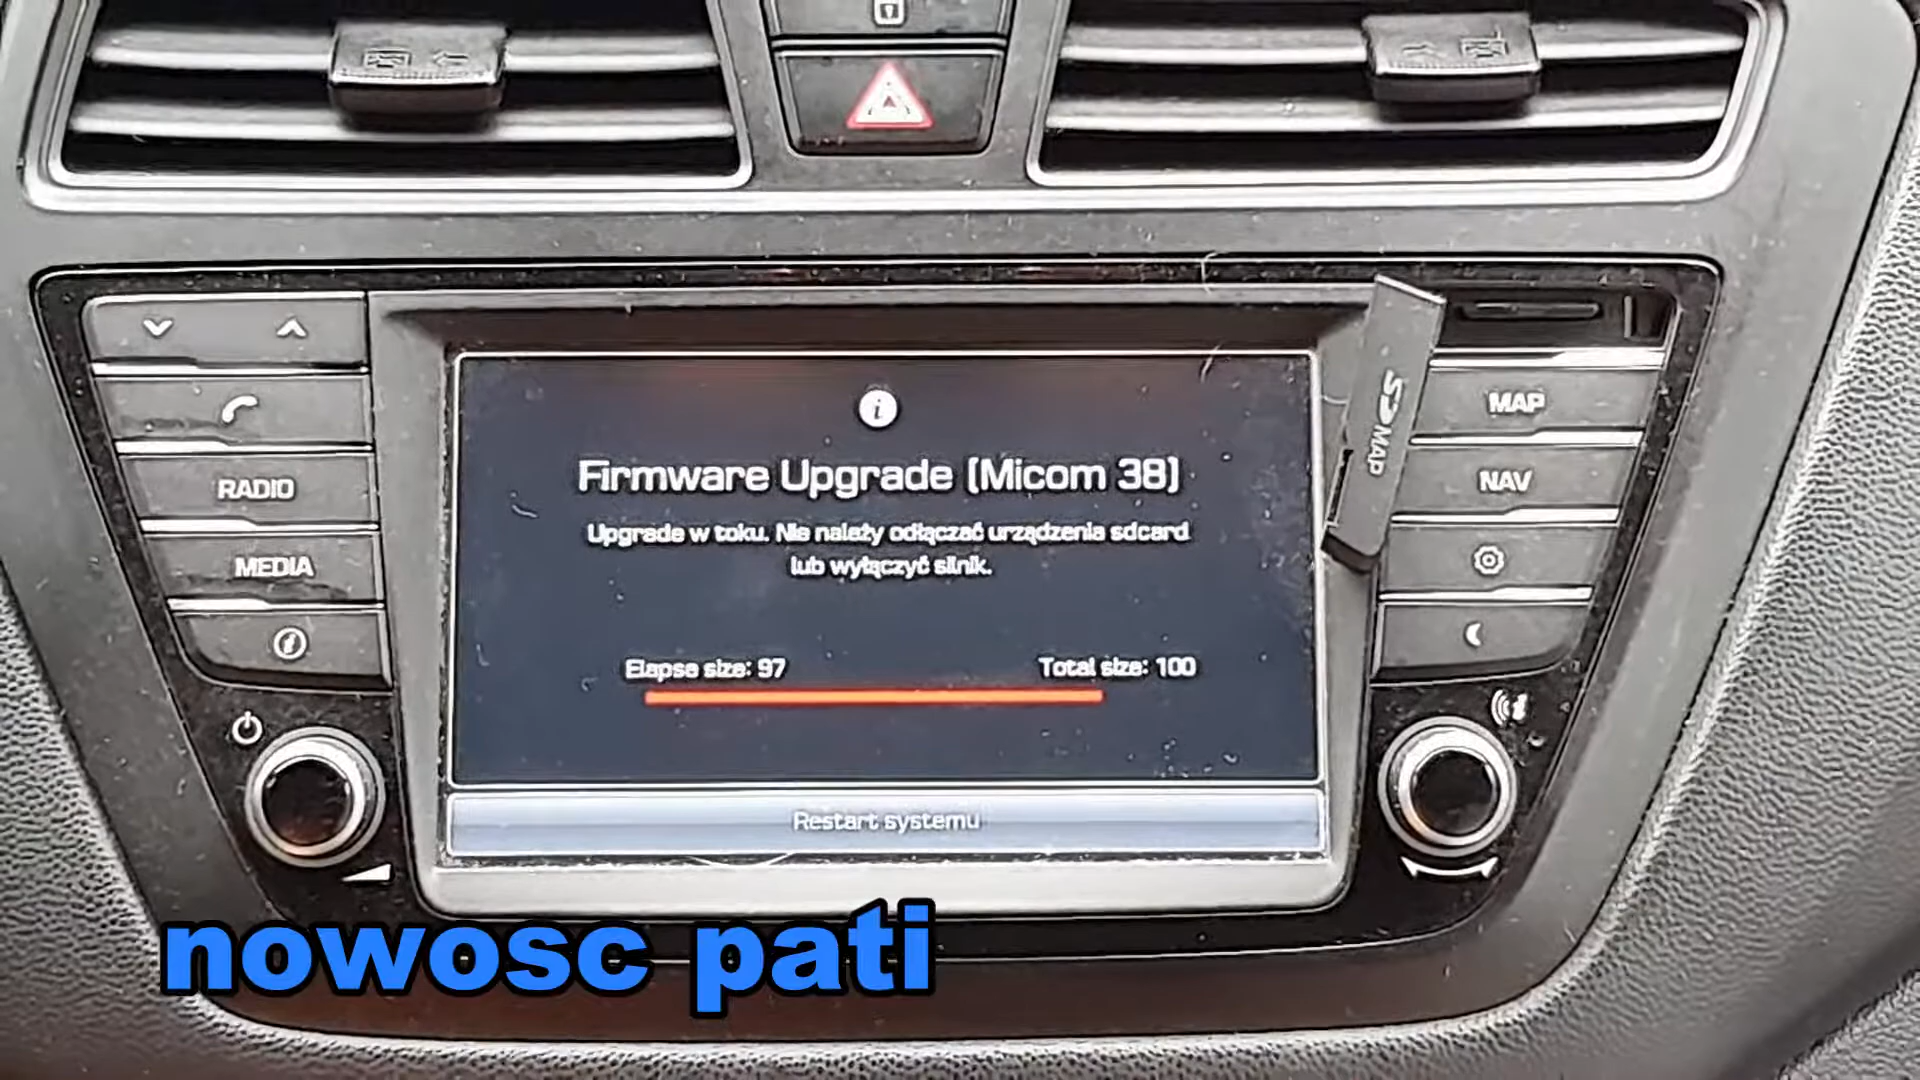 Firmware Upgrade (Micom 38)
Upgrade w toku. Nie należy odłączać urządzenia sdcard
lub wyłączyć silnik.
Elapse size: 97
Total size: 100
Restart systemu
RADIO
MEDIA
MAP
NAV
SD MAP
nowosc pati